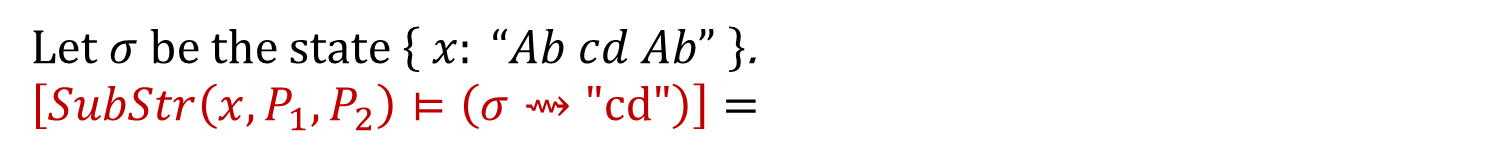 Let σ be the state { x: “Ab cd Ab” }.
[SubStr(x, P₁, P₂) ⊨ (σ ⇝ "cd")] =